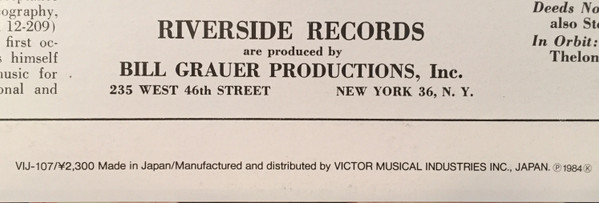 ography,
12-209)
first oc-
himself
usic for
onal and
RIVERSIDE RECORDS
are produced by
BILL GRAUER PRODUCTIONS, Inc.
235 WEST 46th STREET NEW YORK 36, N. Y.
Deeds No
also Ste
In Orbit:
Thelon
VIJ-107/¥2,300 Made in Japan/Manufactured and distributed by VICTOR MUSICAL INDUSTRIES INC., JAPAN. Ⓟ1984Ⓚ